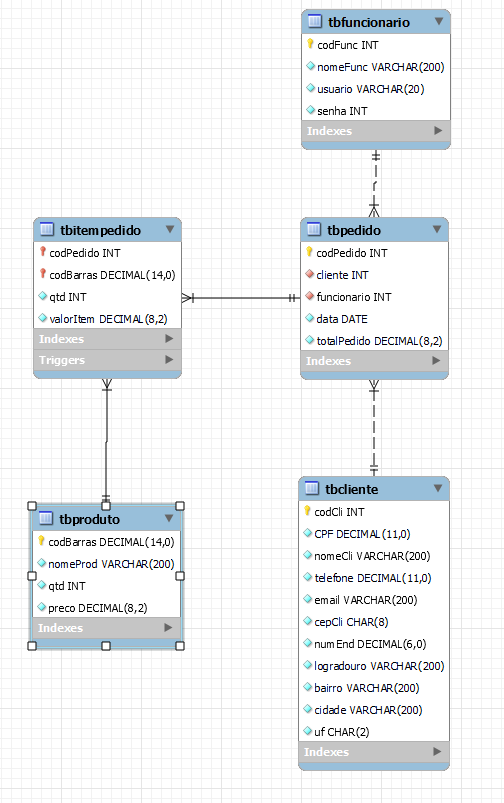 tbfuncionario
codFunc INT
nomeFunc VARCHAR(200)
usuario VARCHAR(20)
senha INT
Indexes
tbitempedido
codPedido INT
codBarras DECIMAL(14,0)
qtd INT
valorItem DECIMAL(8,2)
Indexes
Triggers
tbpedido
codPedido INT
cliente INT
funcionario INT
data DATE
totalPedido DECIMAL(8,2)
Indexes
tbproduto
codBarras DECIMAL(14,0)
nomeProd VARCHAR(200)
qtd INT
preco DECIMAL(8,2)
Indexes
tbcliente
codCli INT
CPF DECIMAL(11,0)
nomeCli VARCHAR(200)
telefone DECIMAL(11,0)
email VARCHAR(200)
cepCli CHAR(8)
numEnd DECIMAL(6,0)
logradouro VARCHAR(200)
bairro VARCHAR(200)
cidade VARCHAR(200)
uf CHAR(2)
Indexes